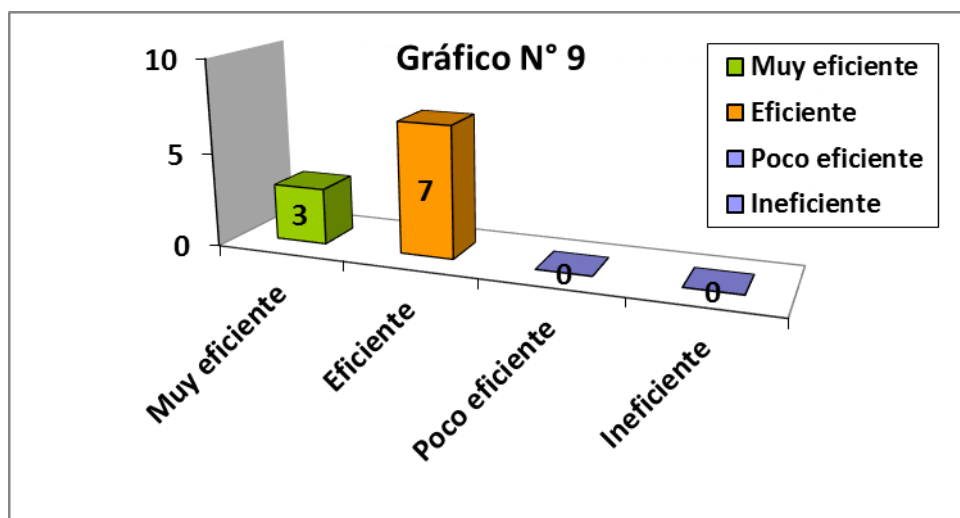 Gráfico N° 9
10
5
0
3
7
0
0
Muy eficiente
Eficiente
Poco eficiente
Ineficiente
Muy eficiente
Eficiente
Poco eficiente
Ineficiente